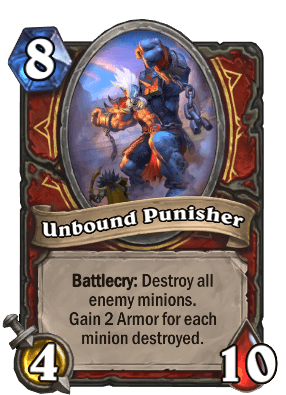 8
Unbound Punisher
Battlecry: Destroy all
enemy minions.
Gain 2 Armor for each
minion destroyed.
4
10